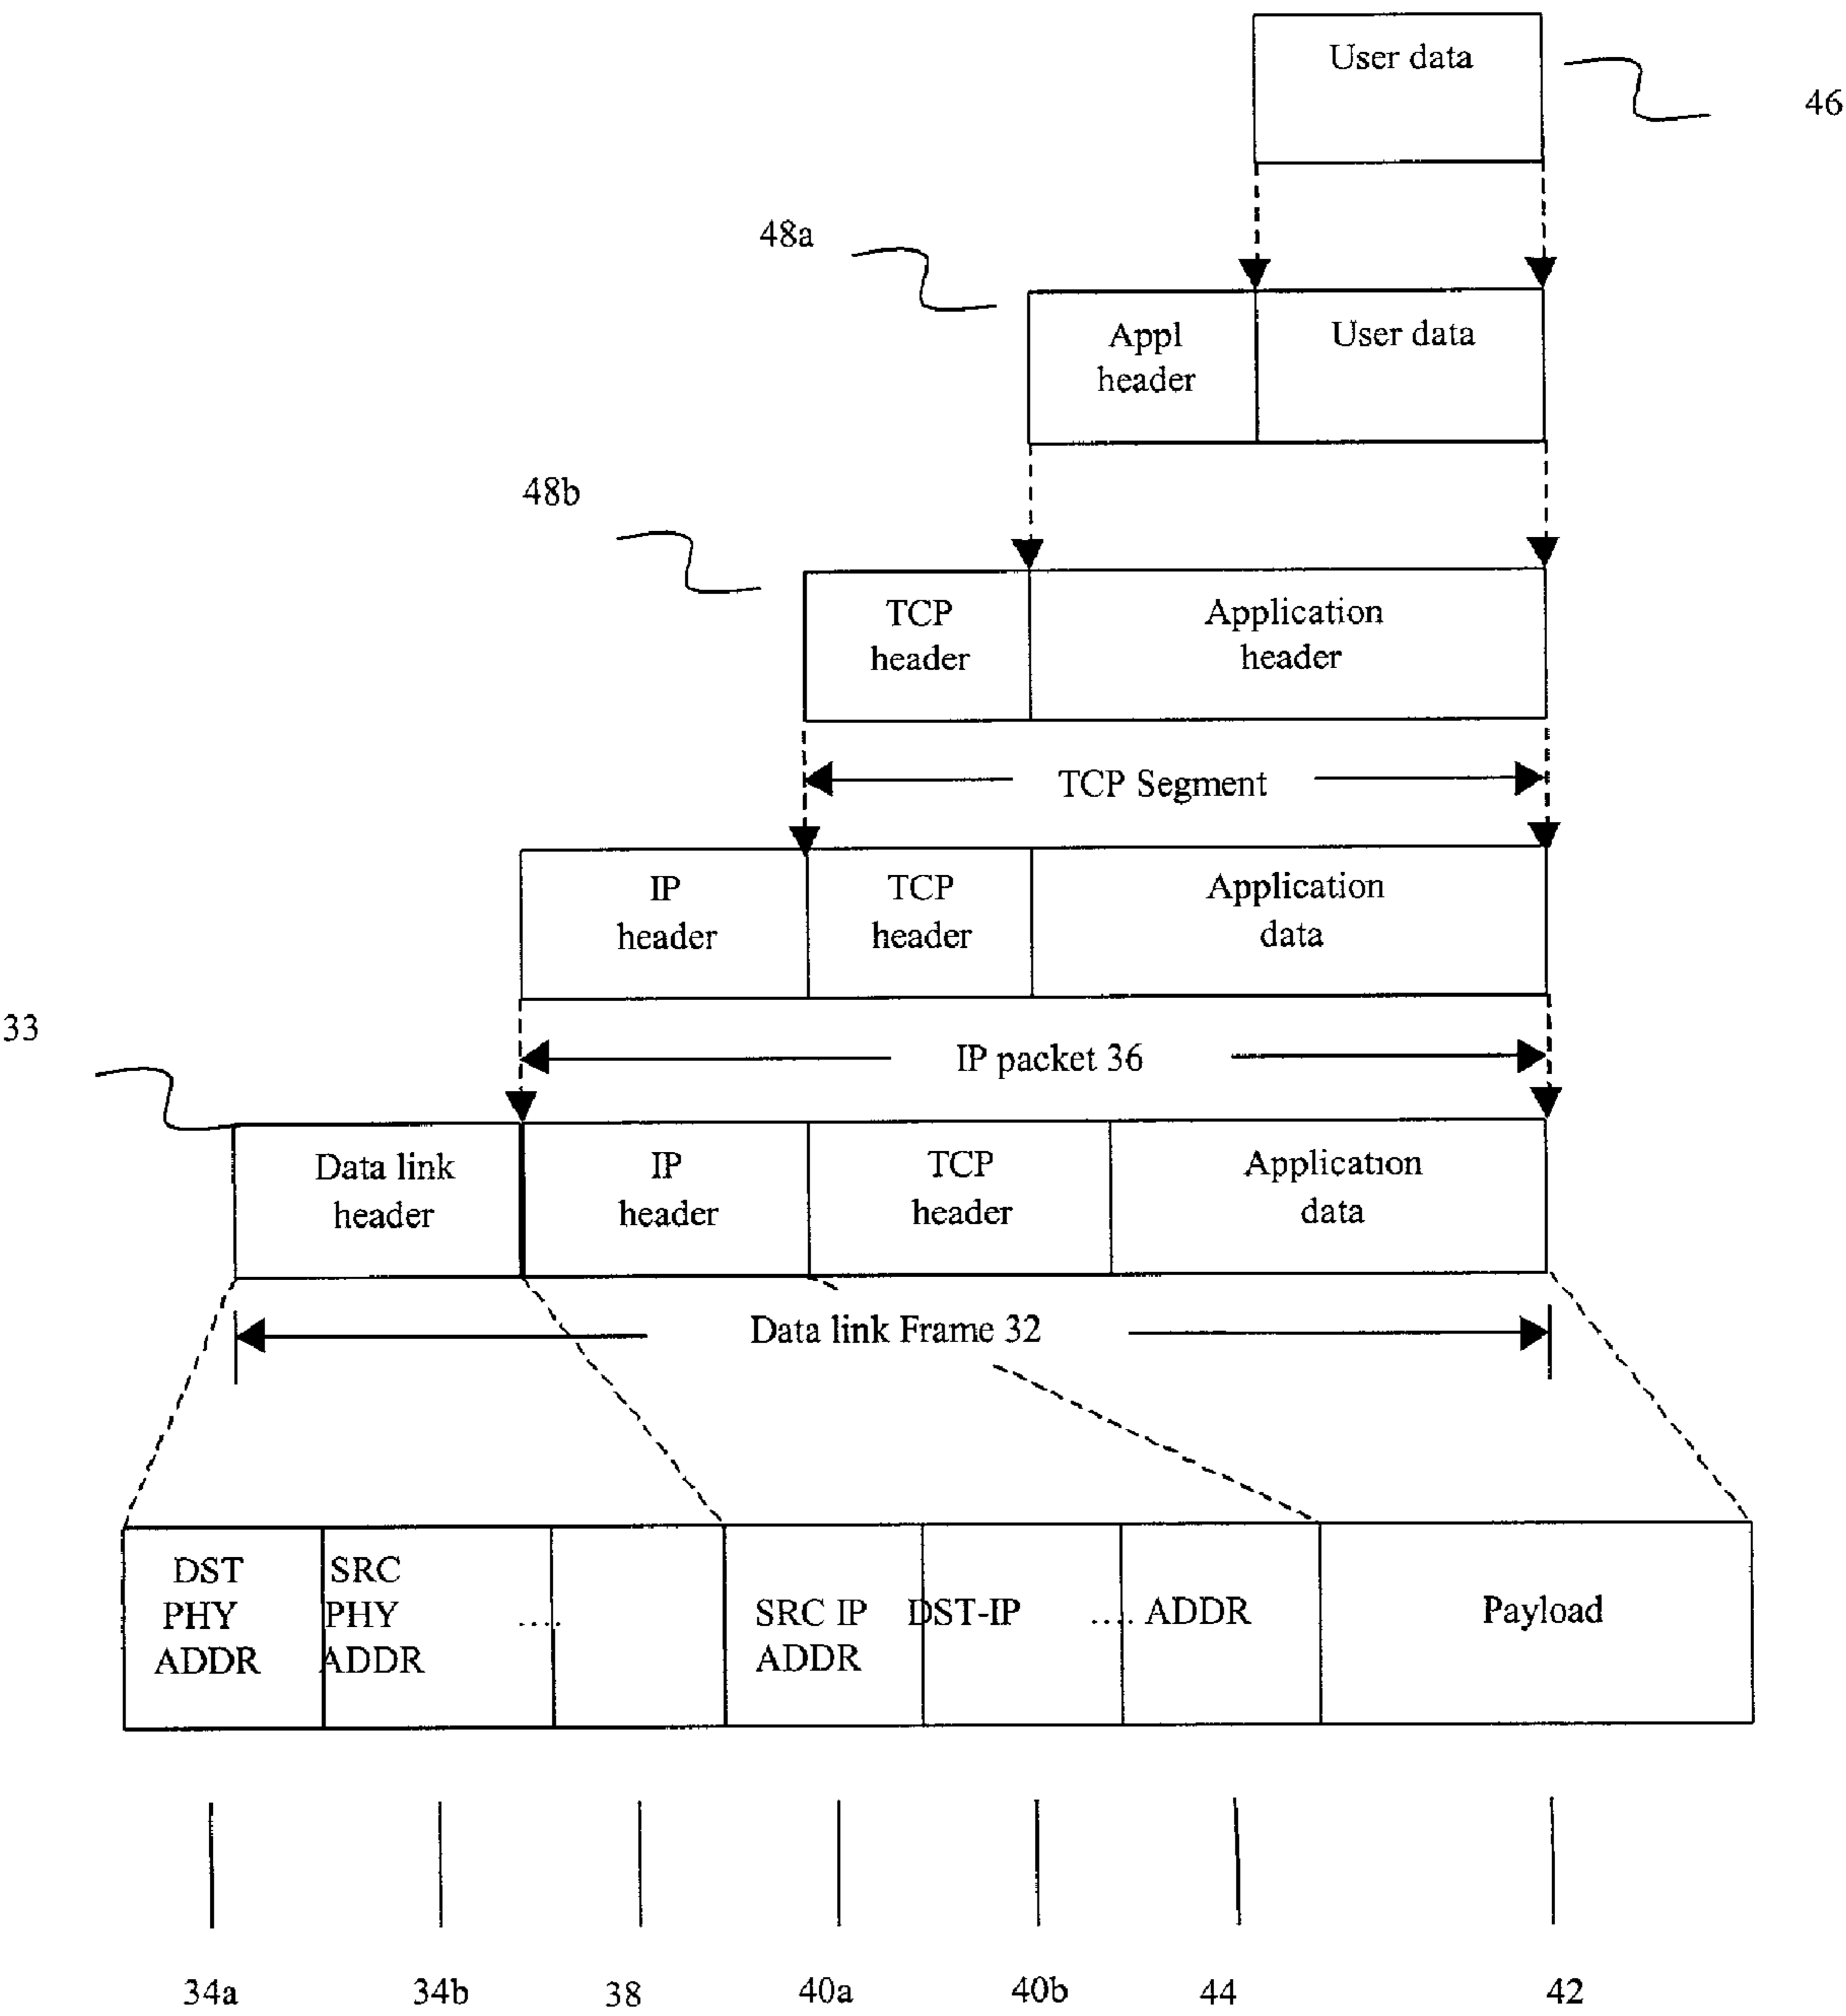 User data
46
48a
Appl
header
User data
48b
TCP
header
Application
header
TCP Segment
IP
header
TCP
header
Application
data
33
IP packet 36
Data link
header
IP
header
TCP
header
Application
data
Data link Frame 32
DST
PHY
ADDR
SRC
PHY
ADDR
....
SRC IP
ADDR
DST-IP
.... ADDR
Payload
34a
34b
38
40a
40b
44
42